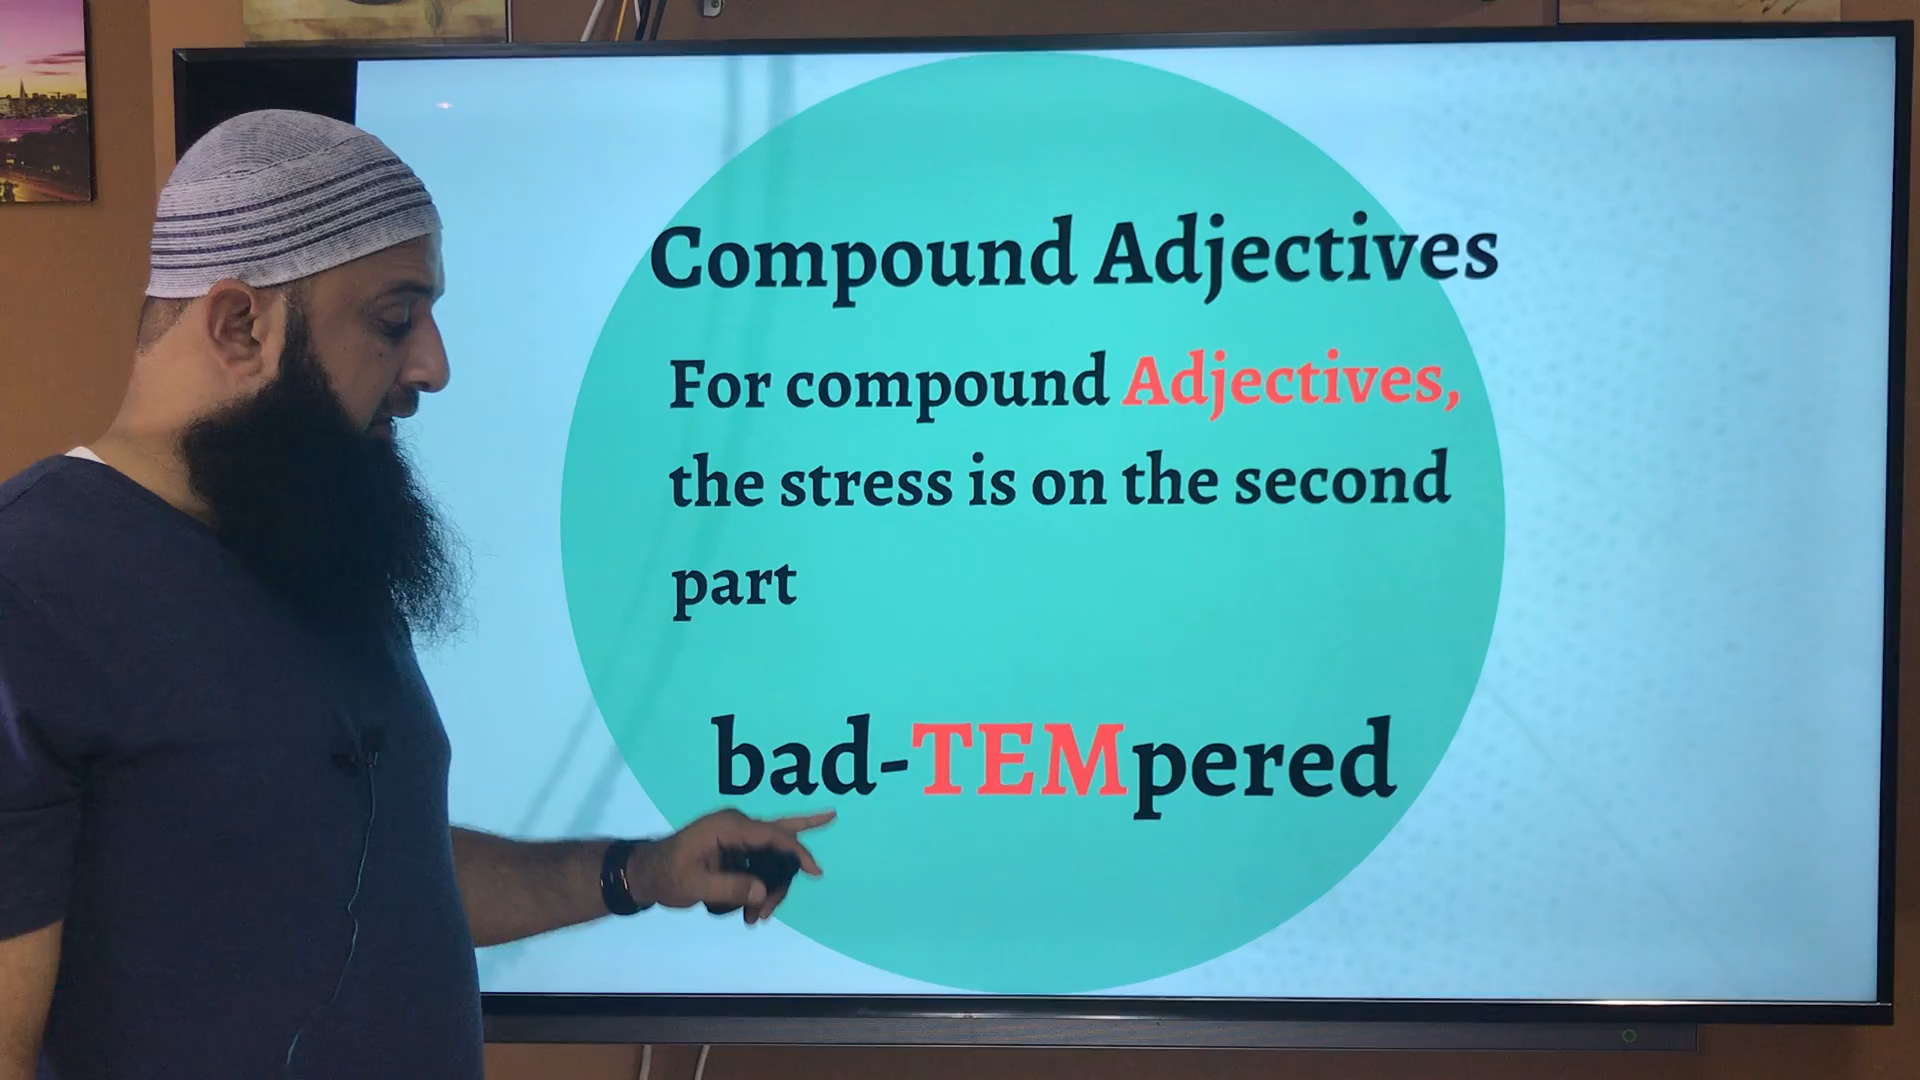 Compound Adjectives
For compound Adjectives,
the stress is on the second
part
bad-TEMpered